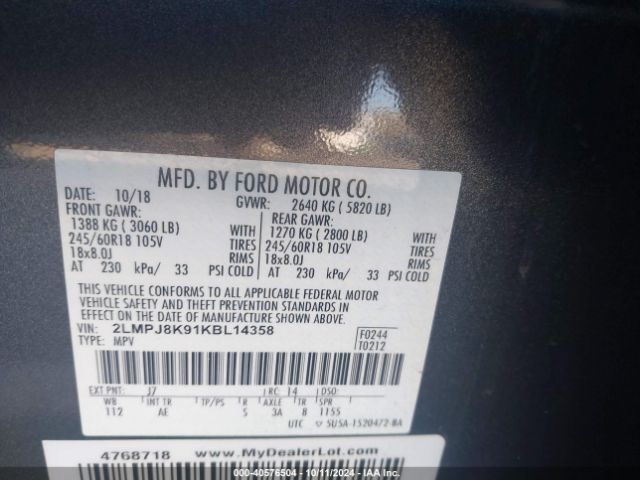 MFD. BY FORD MOTOR CO.
DATE: 10/18 GVWR: 2640 KG ( 5820 LB)
FRONT GAWR: REAR GAWR:
1388 KG ( 3060 LB) WITH 1270 KG ( 2800 LB) WITH
245/60R18 105V TIRES 245/60R18 105V TIRES
18x8.0J RIMS 18x8.0J RIMS
AT 230 kPa/ 33 PSI COLD AT 230 kPa/ 33 PSI COLD
THIS VEHICLE CONFORMS TO ALL APPLICABLE FEDERAL MOTOR
VEHICLE SAFETY AND THEFT PREVENTION STANDARDS IN
EFFECT ON THE DATE OF MANUFACTURE SHOWN ABOVE.
VIN: 2LMPJ8K91KBL14358 F0244
TYPE: MPV T0212
EXT PNT: J7 RC: 14 DSO:
WB INT TR TP/PS R AXLE TR SPR
112 AE S 3A 8 1155
UTC SU5A-1520472-BA
4768718 www.MyDealerLot.com
000-40576504 - 10/11/2024 - IAAI.COM